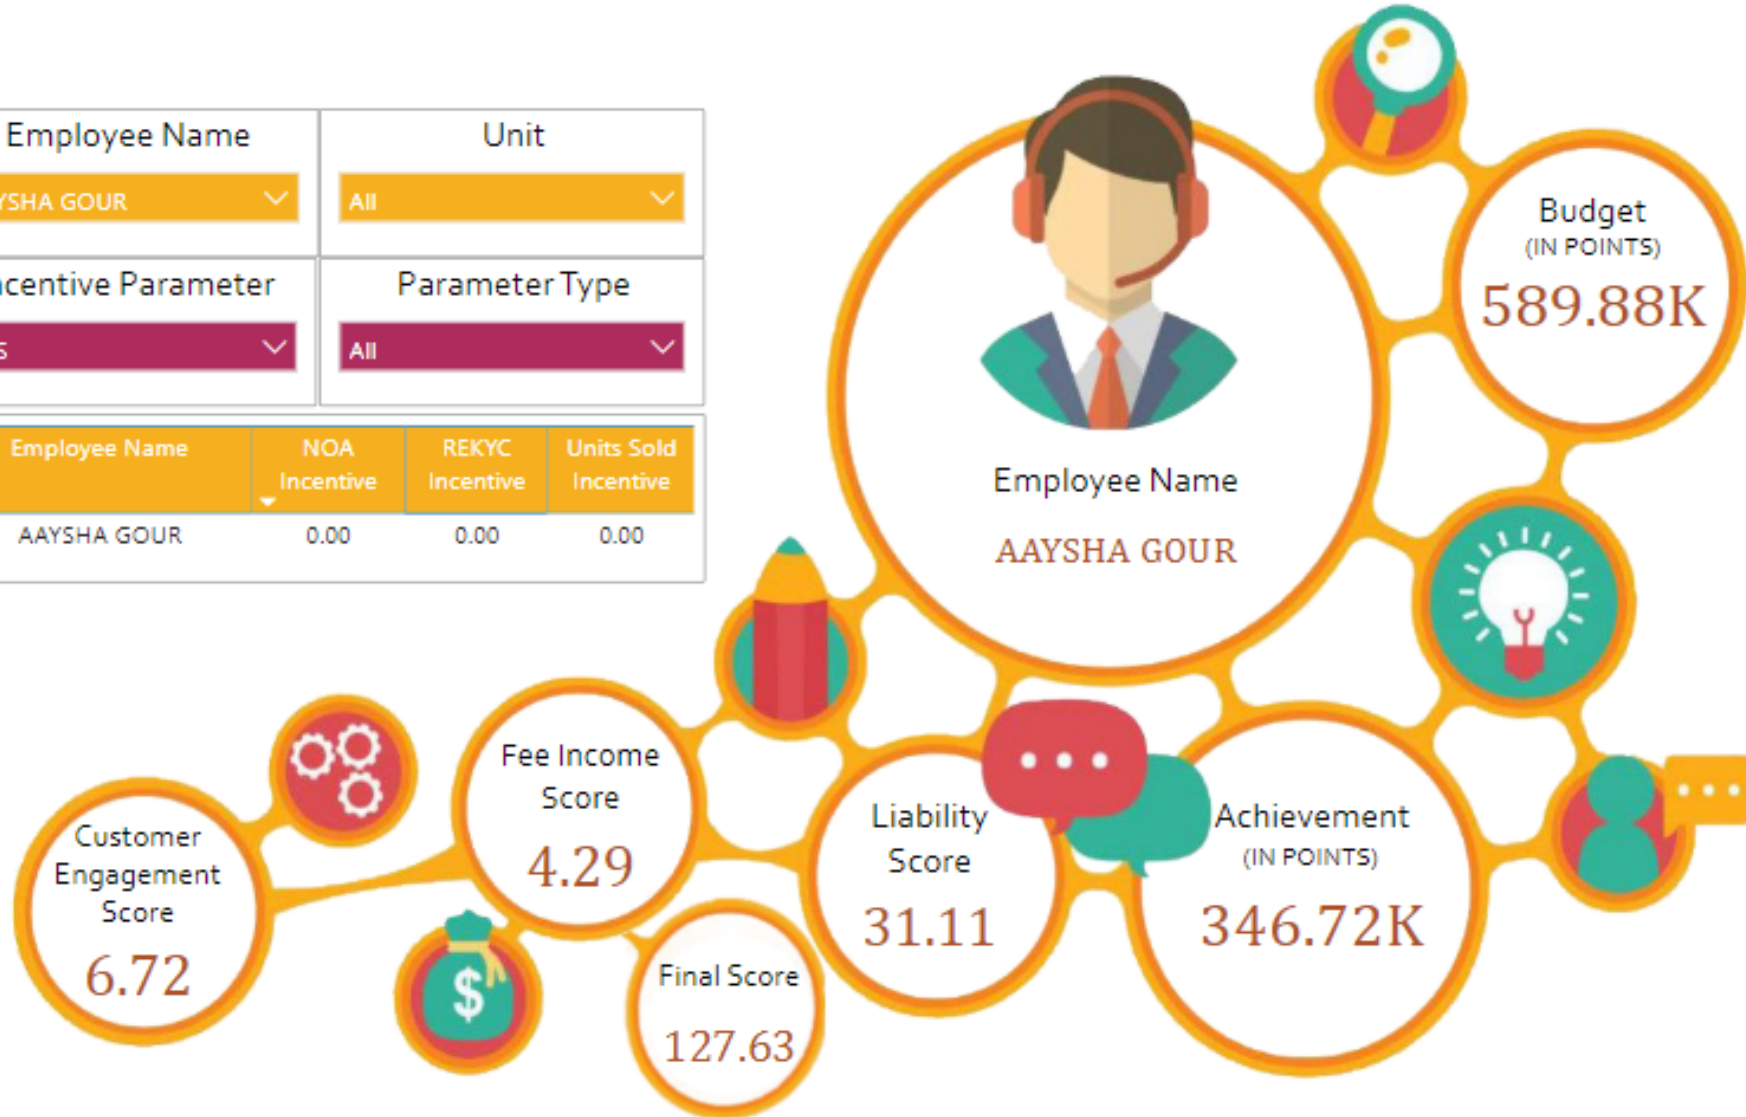 Employee Name
Unit
YSHA GOUR
All
centive Parameter
Parameter Type
S
All
Employee Name
NOA
Incentive
REKYC
Incentive
Units Sold
Incentive
AAYSHA GOUR
0.00
0.00
0.00
Employee Name
AAYSHA GOUR
Budget
(IN POINTS)
589.88K
Customer
Engagement
Score
6.72
Fee Income
Score
4.29
$
Final Score
127.63
Liability
Score
31.11
Achievement
(IN POINTS)
346.72K